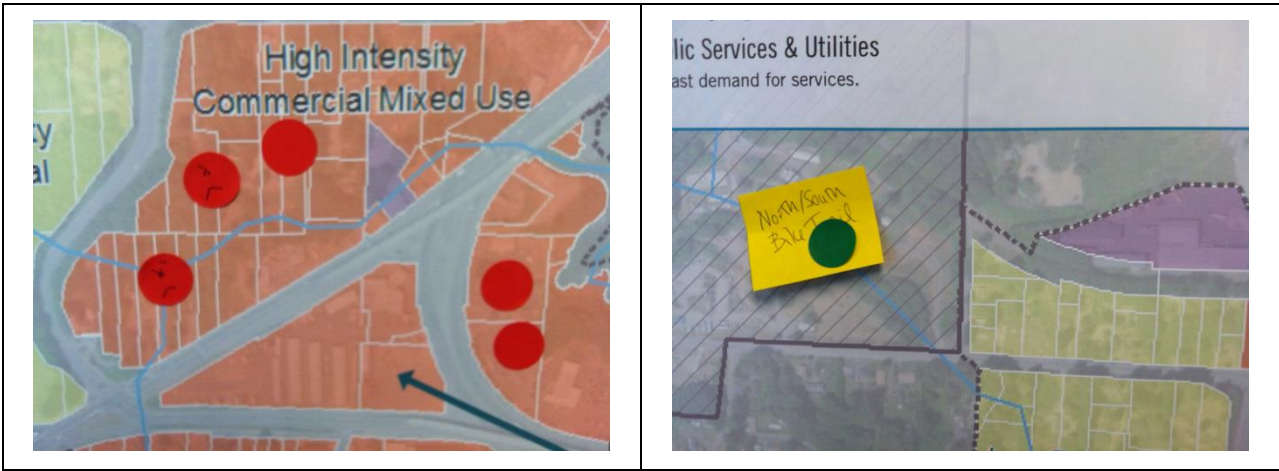 High Intensity
Commercial Mixed Use
ty
al
lic Services & Utilities
ast demand for services.
North/South
Bike Trail